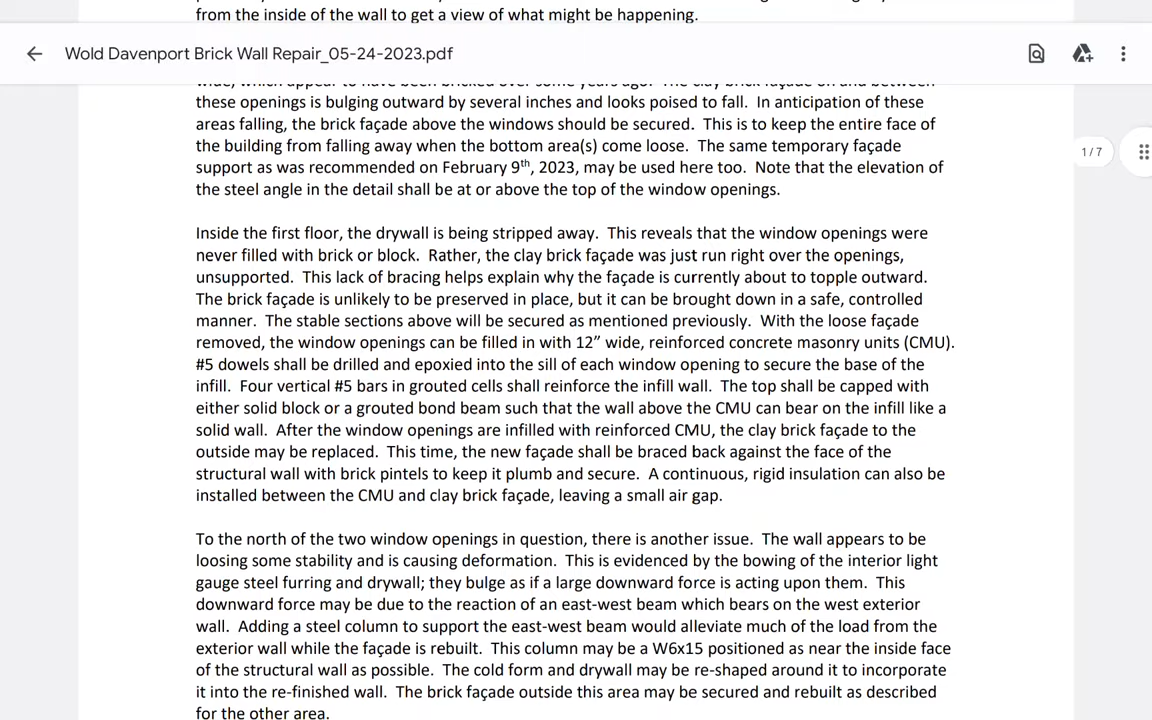 from the inside of the wall to get a view of what might be happening.
Wold Davenport Brick Wall Repair_05-24-2023.pdf
these openings is bulging outward by several inches and looks poised to fall. In anticipation of these
areas falling, the brick façade above the windows should be secured. This is to keep the entire face of
the building from falling away when the bottom area(s) come loose. The same temporary façade
support as was recommended on February 9th, 2023, may be used here too. Note that the elevation of
the steel angle in the detail shall be at or above the top of the window openings.
1/7
Inside the first floor, the drywall is being stripped away. This reveals that the window openings were
never filled with brick or block. Rather, the clay brick façade was just run right over the openings,
unsupported. This lack of bracing helps explain why the façade is currently about to topple outward.
The brick façade is unlikely to be preserved in place, but it can be brought down in a safe, controlled
manner. The stable sections above will be secured as mentioned previously. With the loose façade
removed, the window openings can be filled in with 12” wide, reinforced concrete masonry units (CMU).
#5 dowels shall be drilled and epoxied into the sill of each window opening to secure the base of the
infill. Four vertical #5 bars in grouted cells shall reinforce the infill wall. The top shall be capped with
either solid block or a grouted bond beam such that the wall above the CMU can bear on the infill like a
solid wall. After the window openings are infilled with reinforced CMU, the clay brick façade to the
outside may be replaced. This time, the new façade shall be braced back against the face of the
structural wall with brick pintels to keep it plumb and secure. A continuous, rigid insulation can also be
installed between the CMU and clay brick façade, leaving a small air gap.
To the north of the two window openings in question, there is another issue. The wall appears to be
loosing some stability and is causing deformation. This is evidenced by the bowing of the interior light
gauge steel furring and drywall; they bulge as if a large downward force is acting upon them. This
downward force may be due to the reaction of an east-west beam which bears on the west exterior
wall. Adding a steel column to support the east-west beam would alleviate much of the load from the
exterior wall while the façade is rebuilt. This column may be a W6x15 positioned as near the inside face
of the structural wall as possible. The cold form and drywall may re-shaped around it to incorporate
it into the re-finished wall. The brick façade outside this area may be secured and rebuilt as described
for the other area.